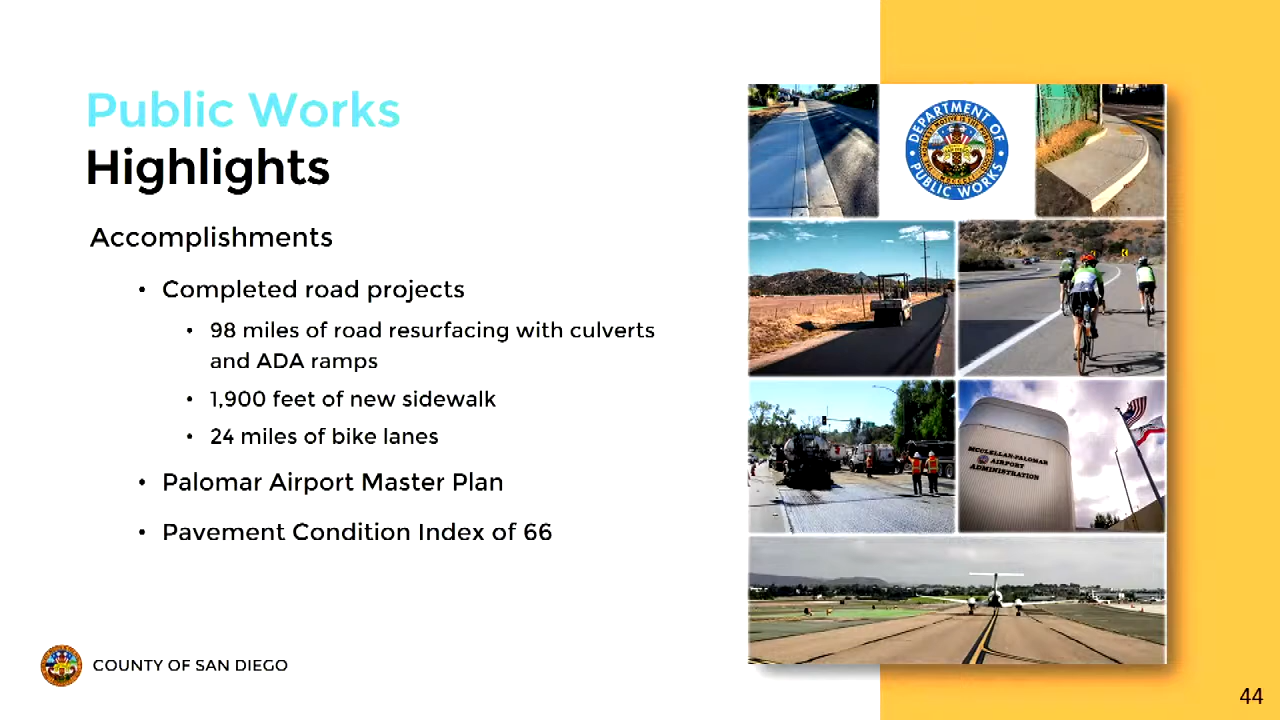 Public Works
Highlights
Accomplishments
• Completed road projects
• 98 miles of road resurfacing with culverts
and ADA ramps
• 1,900 feet of new sidewalk
• 24 miles of bike lanes
• Palomar Airport Master Plan
• Pavement Condition Index of 66
COUNTY OF SAN DIEGO
DEPARTMENT OF
PUBLIC WORKS
MCCLELLAN-PALOMAR
AIRPORT
ADMINISTRATION
44